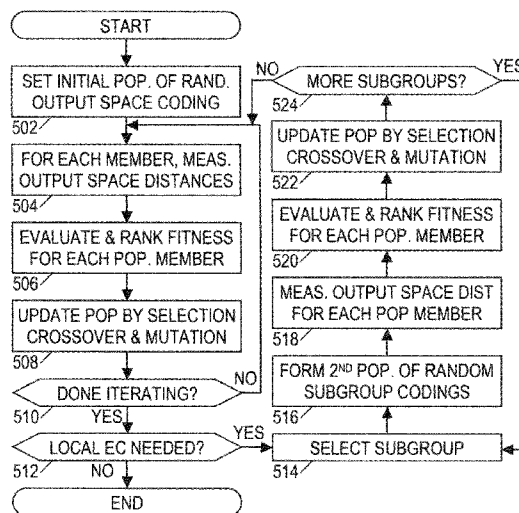 START
SET INITIAL POP. OF RAND.
OUTPUT SPACE CODING
502
FOR EACH MEMBER, MEAS.
OUTPUT SPACE DISTANCES
504
EVALUATE & RANK FITNESS
FOR EACH POP. MEMBER
506
UPDATE POP BY SELECTION
CROSSOVER & MUTATION
508
DONE ITERATING?
NO
510
YES
LOCAL EC NEEDED?
YES
512
NO
END
NO
MORE SUBGROUPS?
YES
524
UPDATE POP BY SELECTION
CROSSOVER & MUTATION
522
EVALUATE & RANK FITNESS
FOR EACH POP. MEMBER
520
MEAS. OUTPUT SPACE DIST
FOR EACH POP MEMBER
518
FORM 2ND POP. OF RANDOM
SUBGROUP CODINGS
516
SELECT SUBGROUP
514